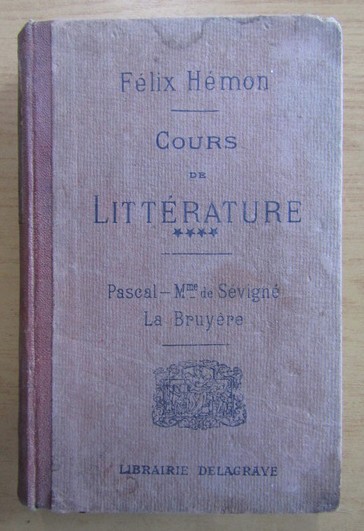 Félix Hémon
COURS
DE
LITTÉRATURE
★★★★
Pascal – Mme de Sévigné
La Bruyère
LIBRAIRIE DELAGRAVE